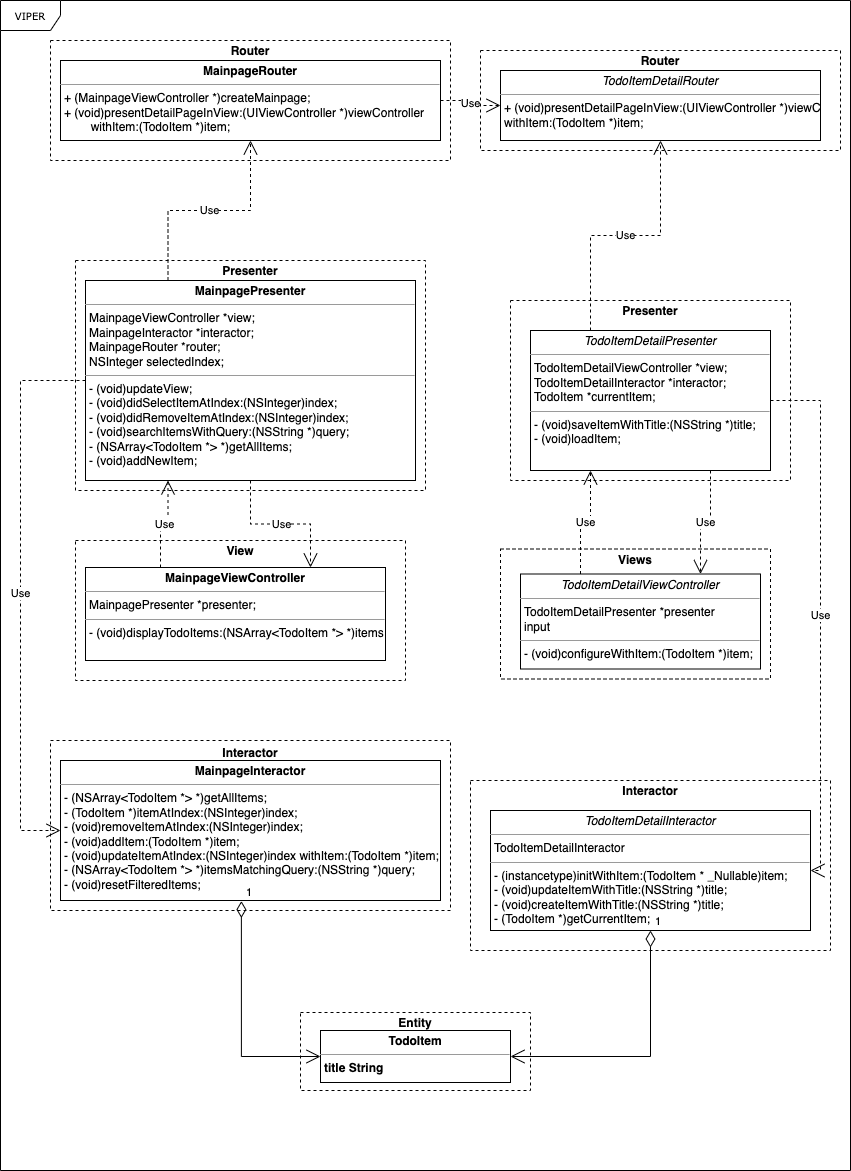 VIPER
Router
MainpageRouter
+ (MainpageViewController *)createMainpage;
+ (void)presentDetailPageInView:(UIViewController *)viewController
withItem:(TodoItem *)item;
Use
Router
TodoItemDetailRouter
+ (void)presentDetailPageInView:(UIViewController *)viewC
withItem:(TodoItem *)item;
Use
Use
Presenter
MainpagePresenter
MainpageViewController *view;
MainpageInteractor *interactor;
MainpageRouter *router;
NSInteger selectedIndex;
- (void)updateView;
- (void)didSelectItemAtIndex:(NSInteger)index;
- (void)didRemoveItemAtIndex:(NSInteger)index;
- (void)searchItemsWithQuery:(NSString *)query;
- (NSArray<TodoItem *> *)getAllItems;
- (void)addNewItem;
Presenter
TodoItemDetailPresenter
TodoItemDetailViewController *view;
TodoItemDetailInteractor *interactor;
TodoItem *currentItem;
- (void)saveItemWithTitle:(NSString *)title;
- (void)loadItem;
Use
Use
Use
Use
View
MainpageViewController
MainpagePresenter *presenter;
- (void)displayTodoItems:(NSArray<TodoItem *> *)items
Views
TodoItemDetailViewController
TodoItemDetailPresenter *presenter
input
- (void)configureWithItem:(TodoItem *)item;
Use
Use
Interactor
MainpageInteractor
- (NSArray<TodoItem *> *)getAllItems;
- (TodoItem *)itemAtIndex:(NSInteger)index;
- (void)removeItemAtIndex:(NSInteger)index;
- (void)addItem:(TodoItem *)item;
- (void)updateItemAtIndex:(NSInteger)index withItem:(TodoItem *)item;
- (NSArray<TodoItem *> *)itemsMatchingQuery:(NSString *)query;
- (void)resetFilteredItems;
1
Interactor
TodoItemDetailInteractor
TodoItemDetailInteractor
- (instancetype)initWithItem:(TodoItem * _Nullable)item;
- (void)updateItemWithTitle:(NSString *)title;
- (void)createItemWithTitle:(NSString *)title;
- (TodoItem *)getCurrentItem;
1
Entity
TodoItem
title String